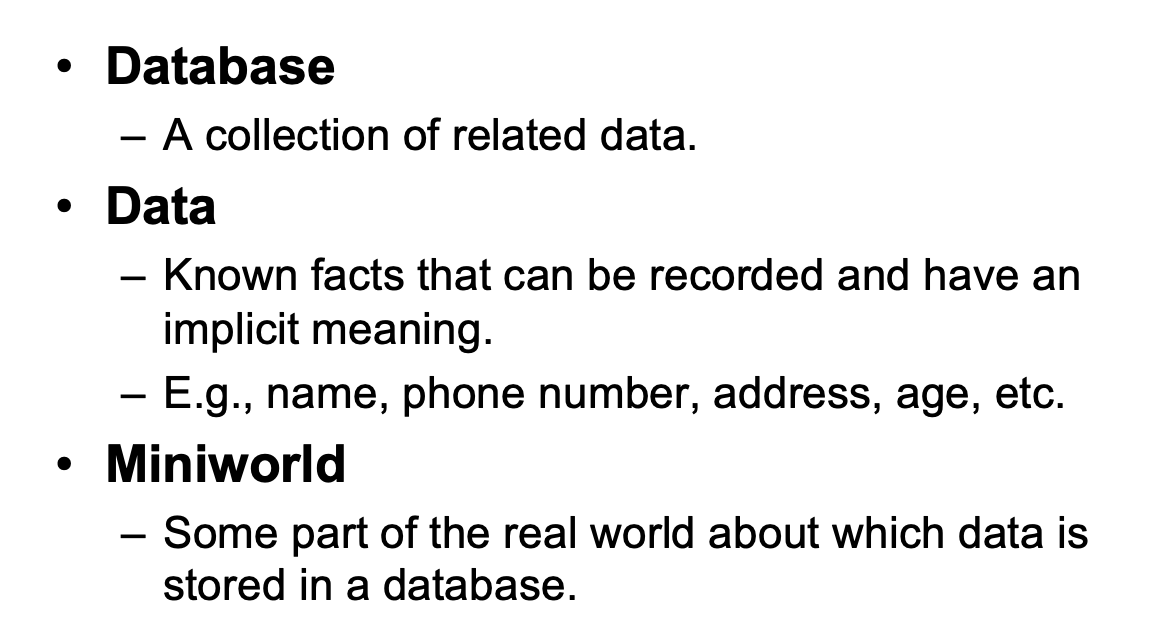 • Database
– A collection of related data.
• Data
– Known facts that can be recorded and have an
implicit meaning.
– E.g., name, phone number, address, age, etc.
• Miniworld
– Some part of the real world about which data is
stored in a database.